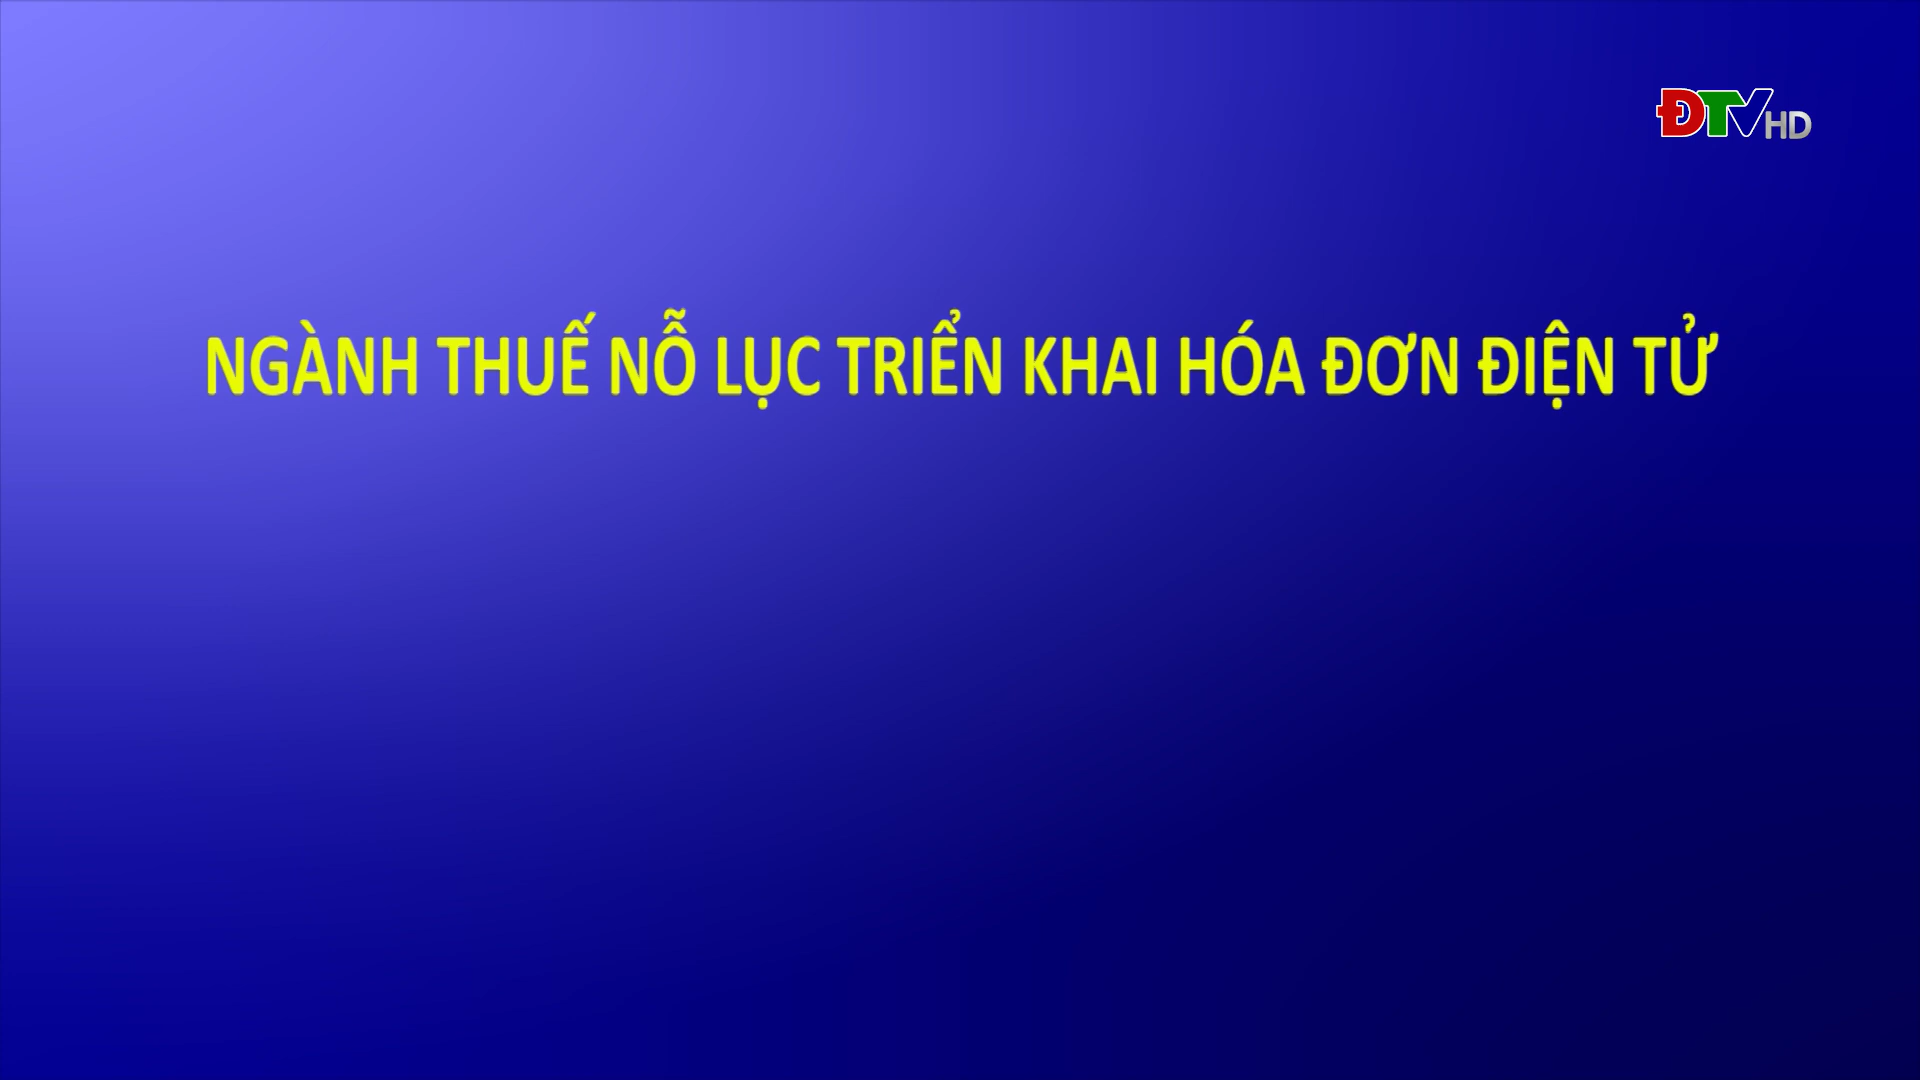 ĐTV HD
NGÀNH THUẾ NỖ LỰC TRIỂN KHAI HÓA ĐƠN ĐIỆN TỬ